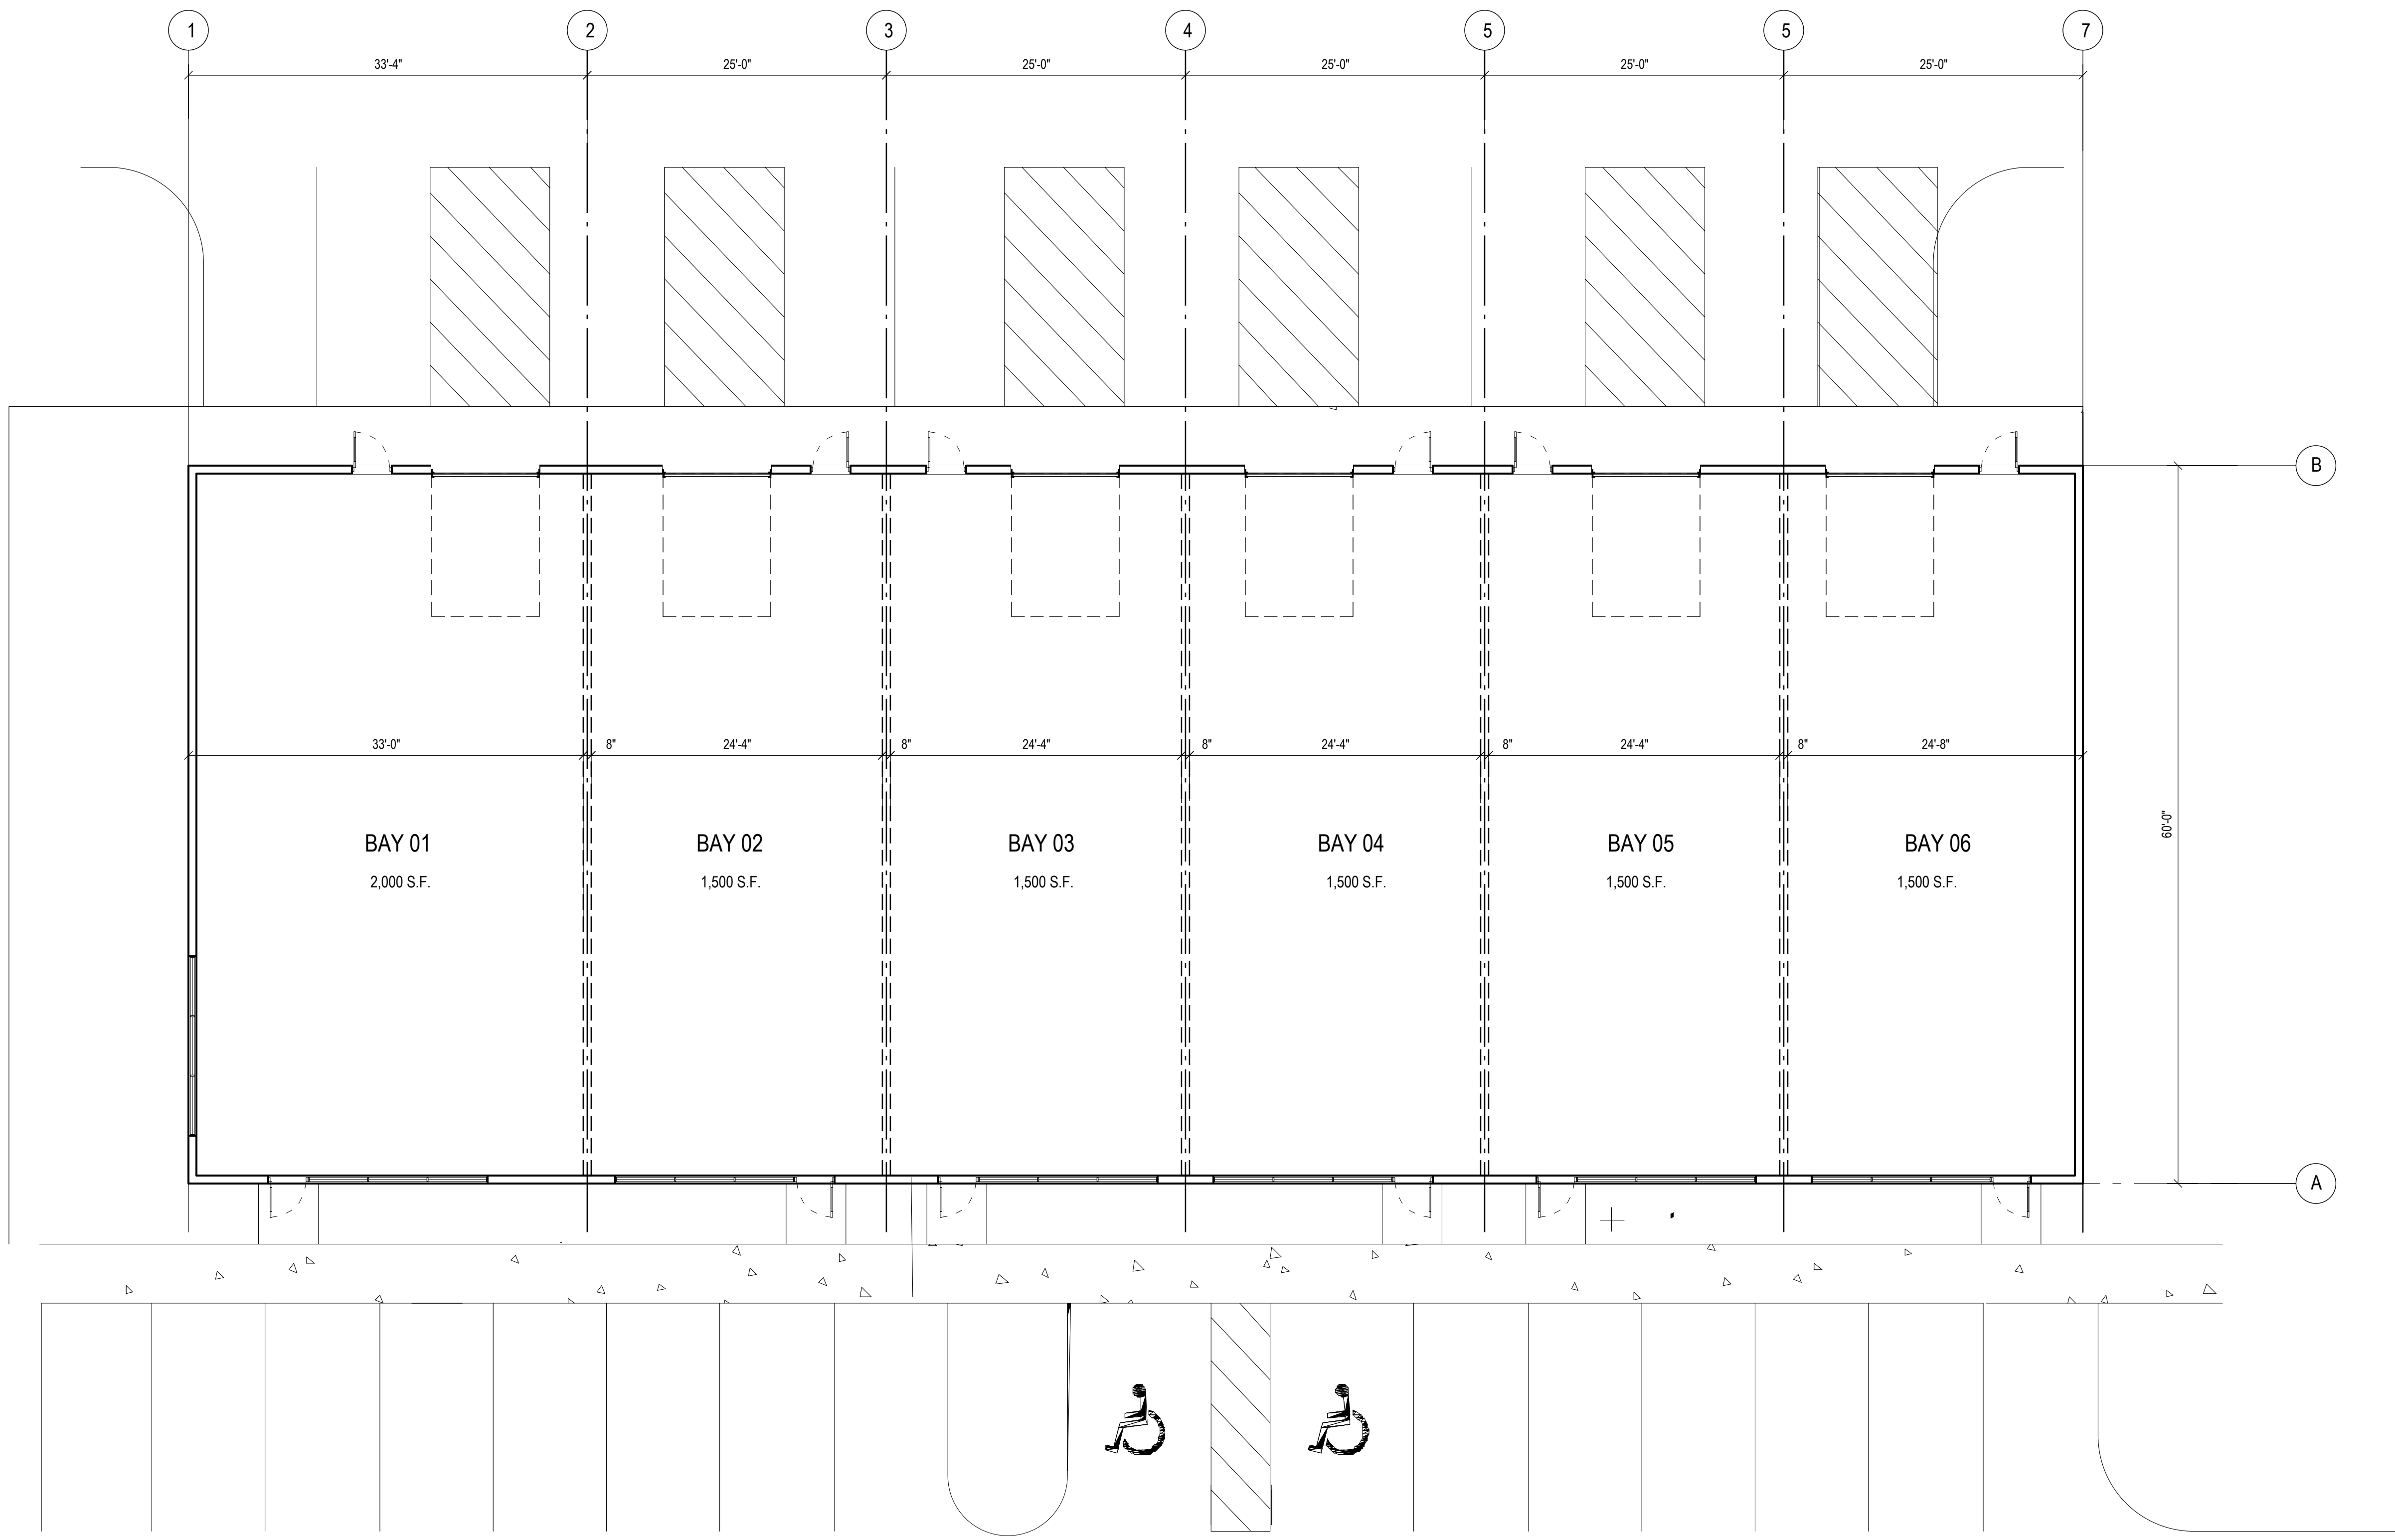 1 2 3 4 5 5 7
33'-4" 25'-0" 25'-0" 25'-0" 25'-0" 25'-0"
B
33'-0" 8" 24'-4" 8" 24'-4" 8" 24'-4" 8" 24'-4" 8" 24'-8"
60'-0"
BAY 01 BAY 02 BAY 03 BAY 04 BAY 05 BAY 06
2,000 S.F. 1,500 S.F. 1,500 S.F. 1,500 S.F. 1,500 S.F. 1,500 S.F.
A